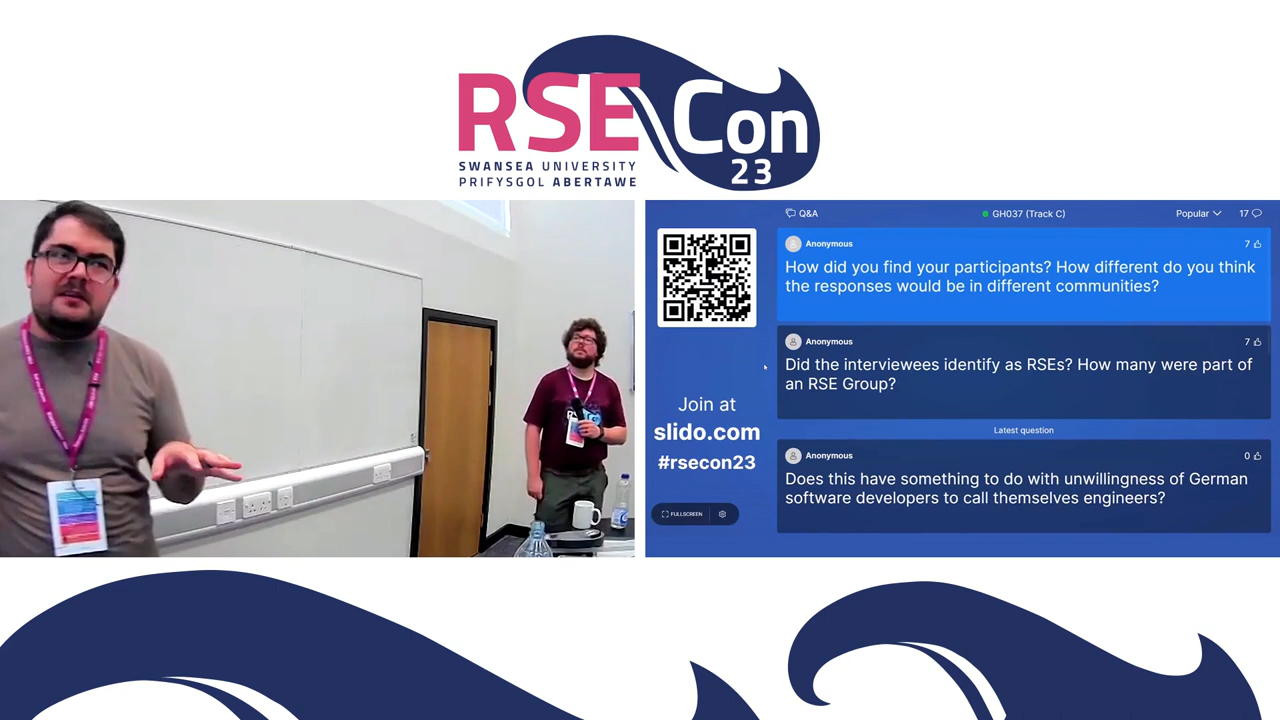 RSE Con
23
SWANSEA UNIVERSITY
PRIFYSGOL ABERTAWE
Q&A
GH037 (Track C)
Popular
17
Anonymous
7
How did you find your participants? How different do you think
the responses would be in different communities?
Anonymous
7
Did the interviewees identify as RSEs? How many were part of
an RSE Group?
Join at
slido.com
#rsecon23
Latest question
Anonymous
0
Does this have something to do with unwillingness of German
software developers to call themselves engineers?
FULLSCREEN